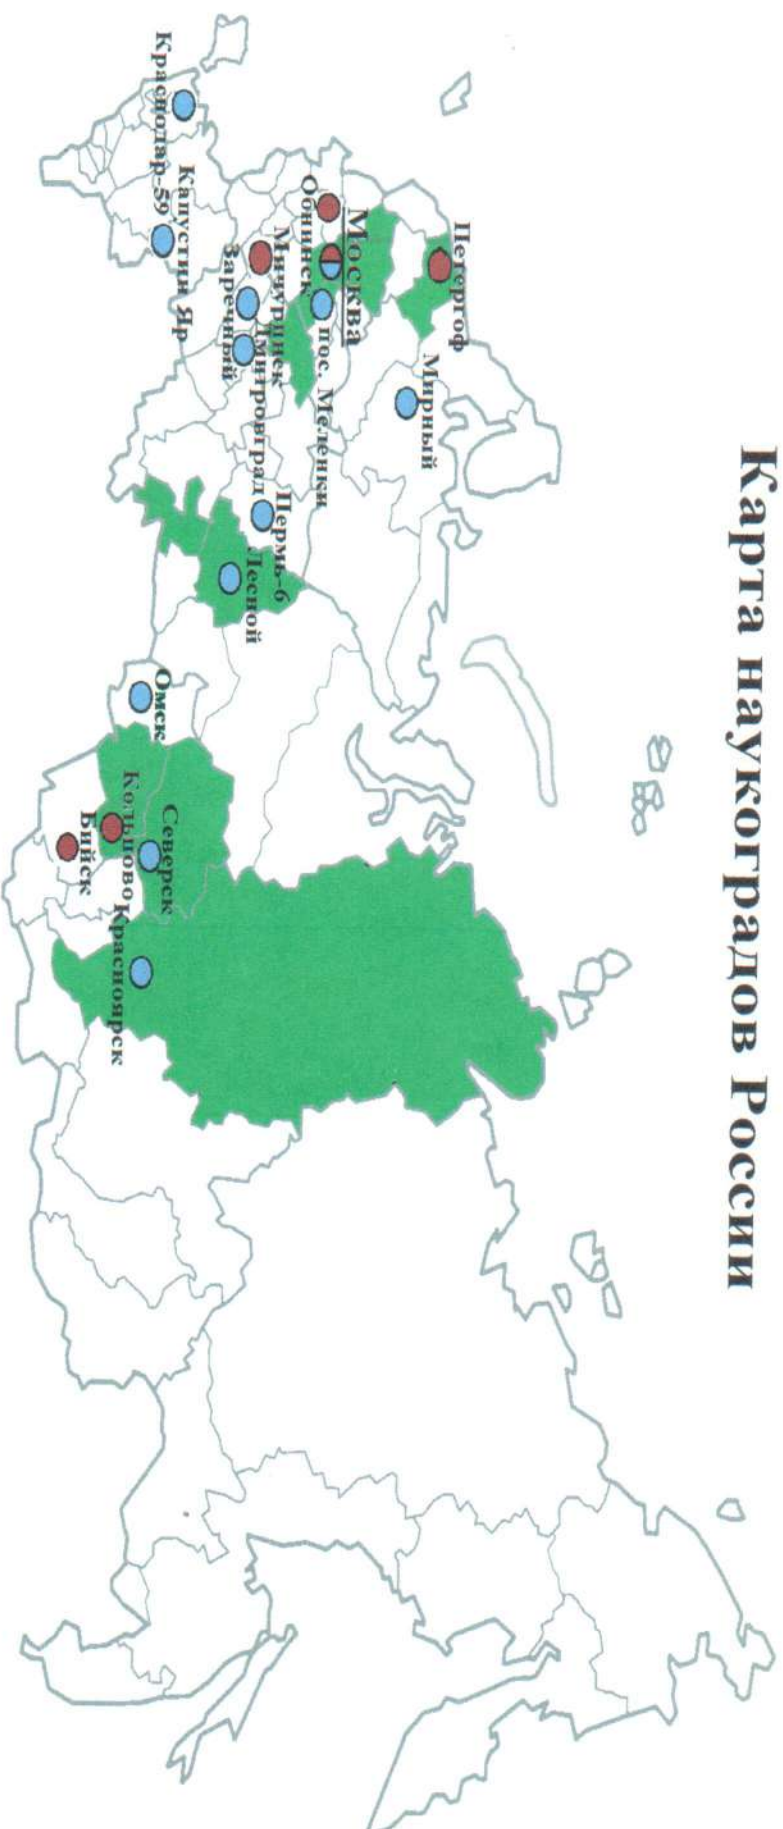 Карта наукоградов России
Петергоф
Мирный
Москва
пос. Меленки
Обнинск
Мичуринск
Димитровград
Заречный
Пермь-6
Лесной
Капустин Яр
Краснодар-59
Омск
Северск
Кольцово
Красноярск
Бийск